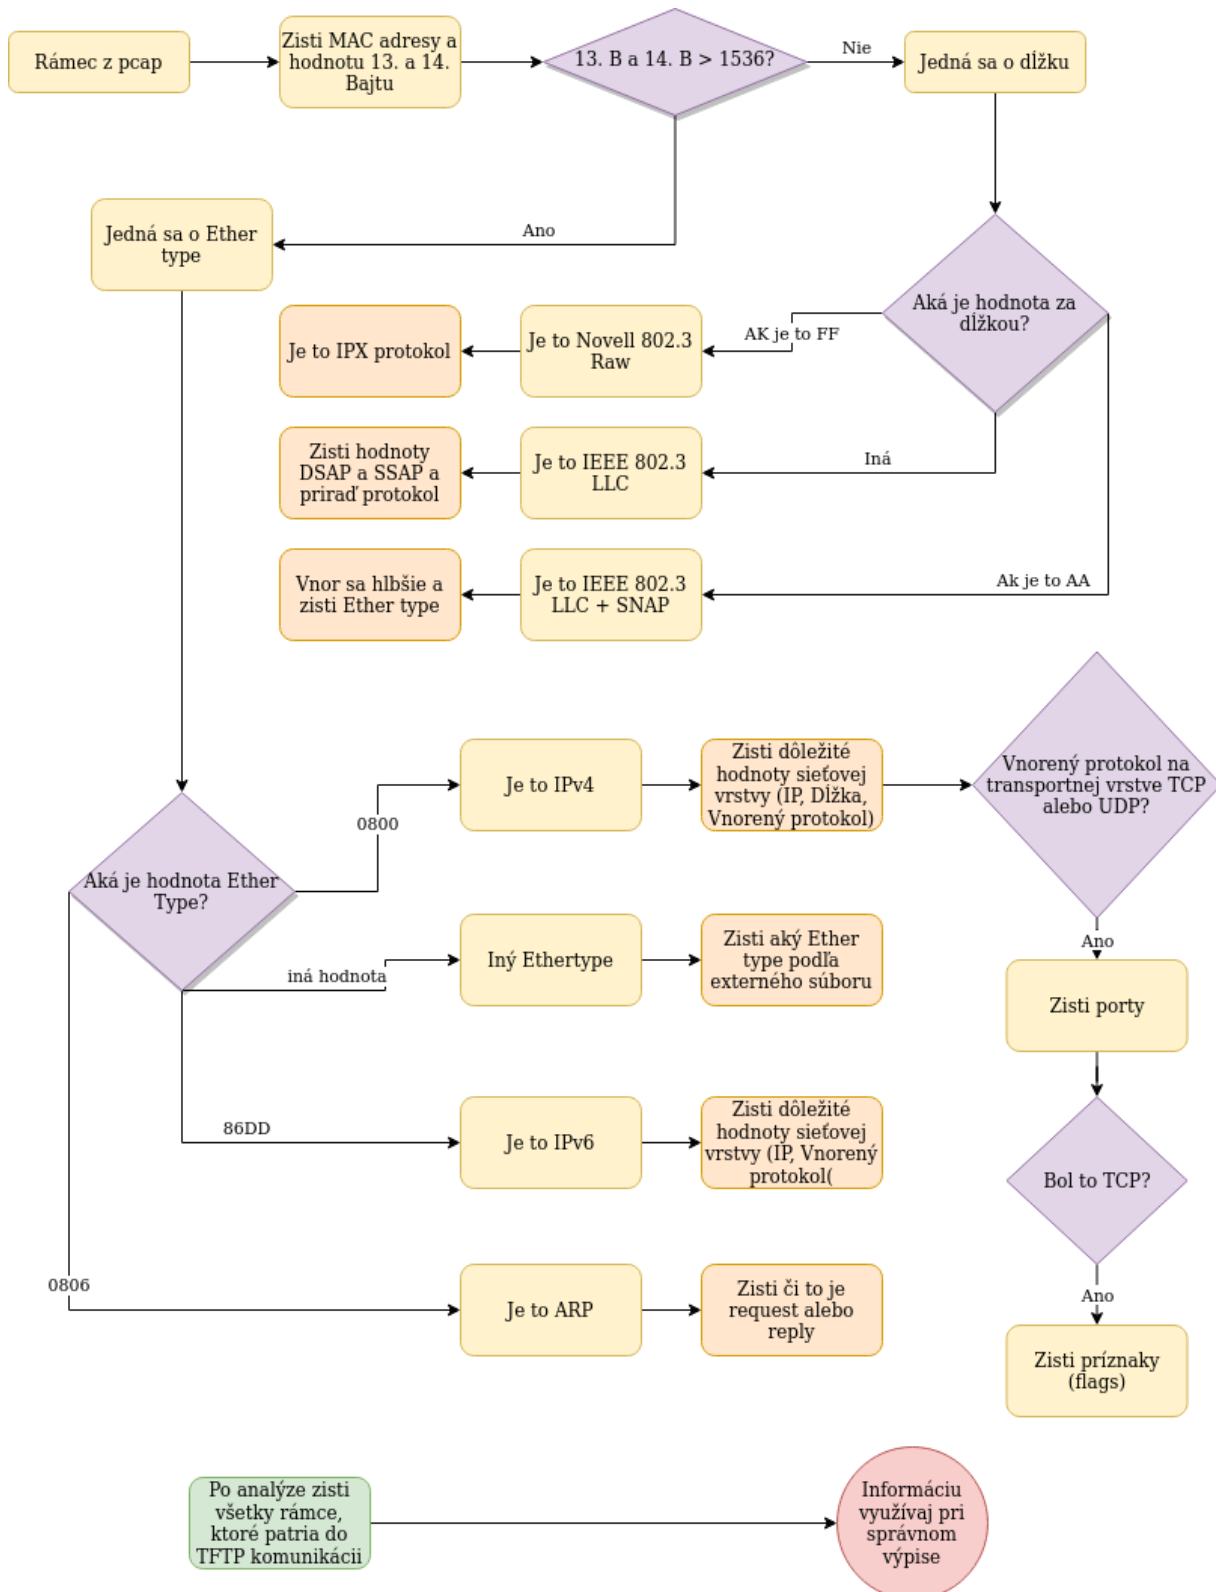 Rámec z pcap
Zisti MAC adresy a
hodnotu 13. a 14.
Bajtu
13. B a 14. B > 1536?
Nie
Jedná sa o dĺžku
Ano
Jedná sa o Ether
type
Aká je hodnota za
dĺžkou?
AK je to FF
Je to Novell 802.3
Raw
Je to IPX protokol
Iná
Je to IEEE 802.3
LLC
Zisti hodnoty
DSAP a SSAP a
priraď protokol
Ak je to AA
Je to IEEE 802.3
LLC + SNAP
Vnor sa hlbšie a
zisti Ether type
Aká je hodnota Ether
Type?
0800
Je to IPv4
Zisti dôležité
hodnoty sieťovej
vrstvy (IP, Dĺžka,
Vnorený protokol)
Vnorený protokol na
transportnej vrstve TCP
alebo UDP?
Ano
Zisti porty
Bol to TCP?
Ano
Zisti príznaky
(flags)
iná hodnota
Iný Ethertype
Zisti aký Ether
type podľa
externého súboru
86DD
Je to IPv6
Zisti dôležité
hodnoty sieťovej
vrstvy (IP, Vnorený
protokol(
0806
Je to ARP
Zisti či to je
request alebo
reply
Po analýze zisti
všetky rámce,
ktoré patria do
TFTP komunikácii
Informáciu
využívaj pri
správnom
výpise